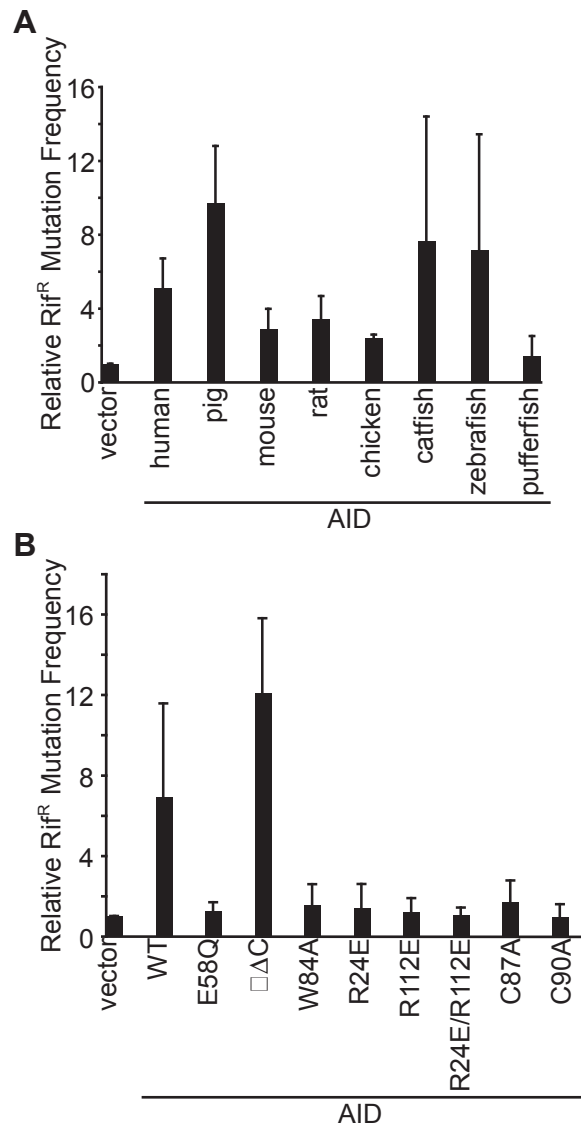 A
Relative Rif^R Mutation Frequency
16
12
8
4
0
vector
human
pig
mouse
rat
chicken
catfish
zebrafish
pufferfish
AID
B
Relative Rif^R Mutation Frequency
16
12
8
4
0
vector
WT
E58Q
□ΔC
W84A
R24E
R112E
R24E/R112E
C87A
C90A
AID